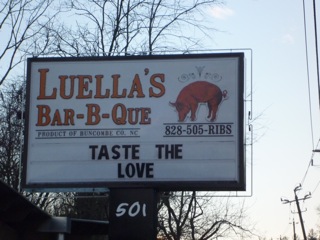 LUELLA'S
BAR-B-QUE
PRODUCT OF BUNCOMBE CO. NC
828-505-RIBS
TASTE THE
LOVE
501